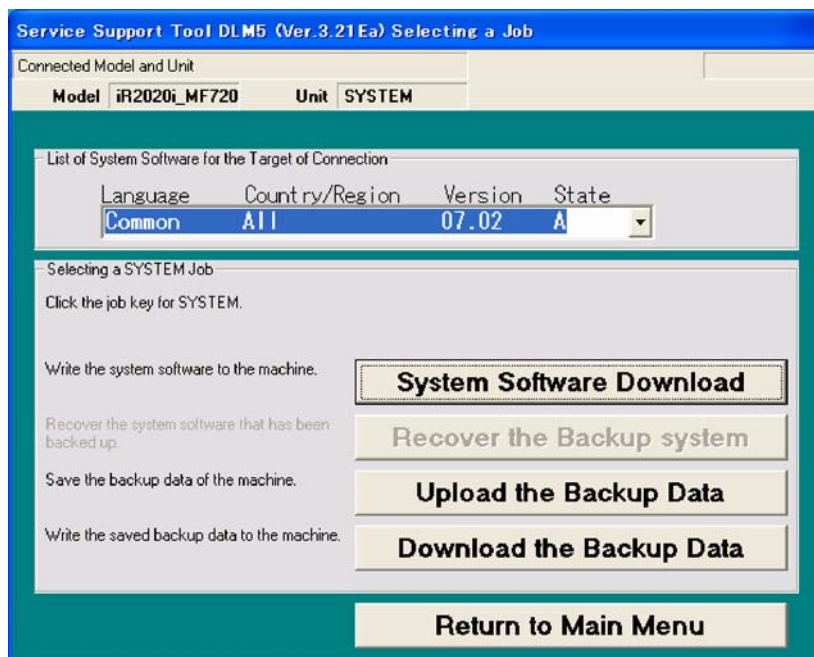 Service Support Tool DLM5 (Ver.3.21Ea) Selecting a Job
Connected Model and Unit
Model iR2020i_MF720 Unit SYSTEM
List of System Software for the Target of Connection
Language Country/Region Version State
Common All 07.02 A
Selecting a SYSTEM Job
Click the job key for SYSTEM.
Write the system software to the machine. System Software Download
Recover the system software that has been
backed up. Recover the Backup system
Save the backup data of the machine. Upload the Backup Data
Write the saved backup data to the machine. Download the Backup Data
Return to Main Menu